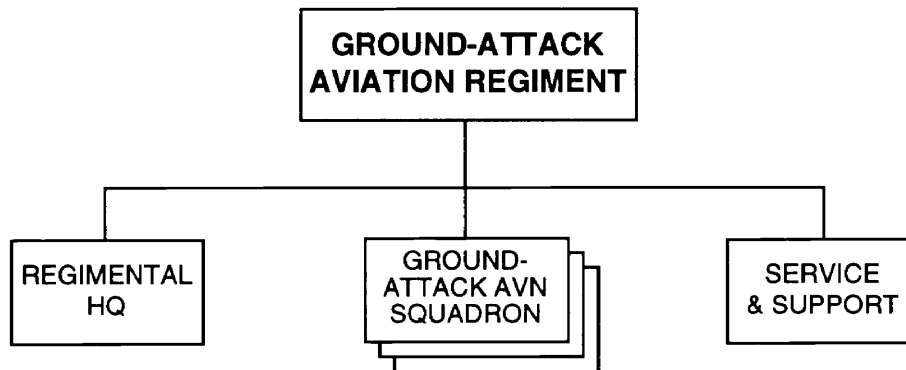 GROUND-ATTACK
AVIATION REGIMENT
REGIMENTAL
HQ
GROUND-
ATTACK AVN
SQUADRON
SERVICE
& SUPPORT